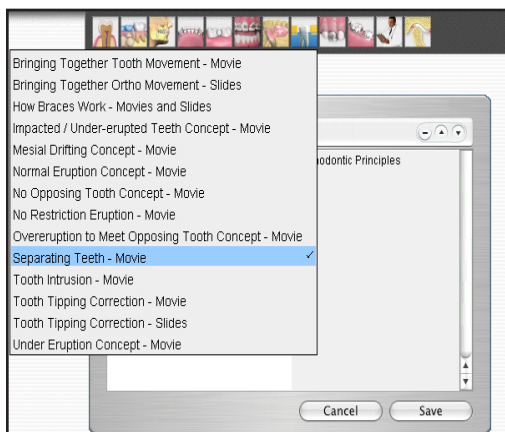 Bringing Together Tooth Movement - Movie
Bringing Together Ortho Movement - Slides
How Braces Work - Movies and Slides
Impacted / Under-erupted Teeth Concept - Movie
Mesial Drifting Concept - Movie
Normal Eruption Concept - Movie
No Opposing Tooth Concept - Movie
No Restriction Eruption - Movie
Overeruption to Meet Opposing Tooth Concept - Movie
Separating Teeth - Movie ✓
Tooth Intrusion - Movie
Tooth Tipping Correction - Movie
Tooth Tipping Correction - Slides
Under Eruption Concept - Movie
hodontic Principles
Cancel Save